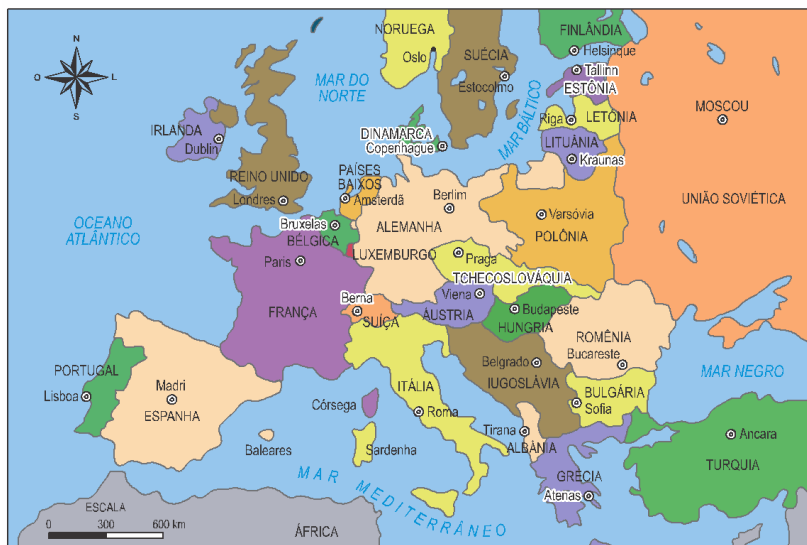 N
O
L
S
NORUEGA
Oslo
SUÉCIA
Estocolmo
FINLÂNDIA
Helsinque
Tallinn
ESTÔNIA
MAR DO
NORTE
MAR BÁLTICO
Riga
LETÔNIA
LITUÂNIA
Kraunas
MOSCOU
UNIÃO SOVIÉTICA
IRLANDA
Dublin
REINO UNIDO
Londres
DINAMARCA
Copenhague
PAÍSES
BAIXOS
Amsterdã
Berlim
ALEMANHA
Varsóvia
POLÔNIA
OCEANO
ATLÂNTICO
Bruxelas
BÉLGICA
LUXEMBURGO
Praga
TCHECOSLOVÁQUIA
Paris
FRANÇA
Berna
SUÍÇA
Viena
ÁUSTRIA
Budapeste
HUNGRIA
ROMÊNIA
Bucareste
Belgrado
IUGOSLÁVIA
BULGÁRIA
Sofia
MAR NEGRO
PORTUGAL
Lisboa
Madri
ESPANHA
Baleares
Córsega
Sardenha
ITÁLIA
Roma
Tirana
ALBÂNIA
GRÉCIA
Atenas
Ancara
TURQUIA
MAR MEDITERRÂNEO
ÁFRICA
ESCALA
0 300 600 km